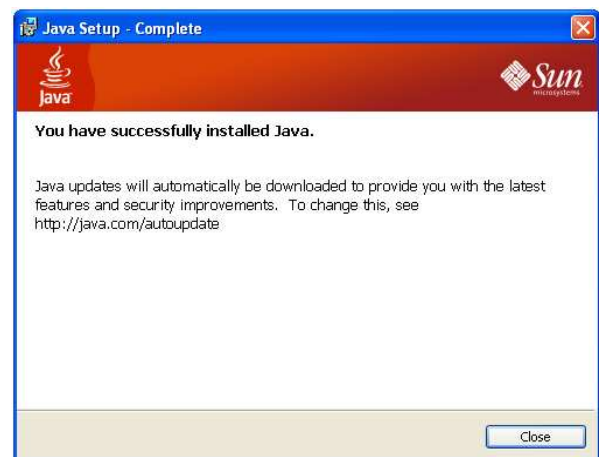 Java Setup - Complete
Java
Sun
microsystems
You have successfully installed Java.
Java updates will automatically be downloaded to provide you with the latest
features and security improvements. To change this, see
http://java.com/autoupdate
Close